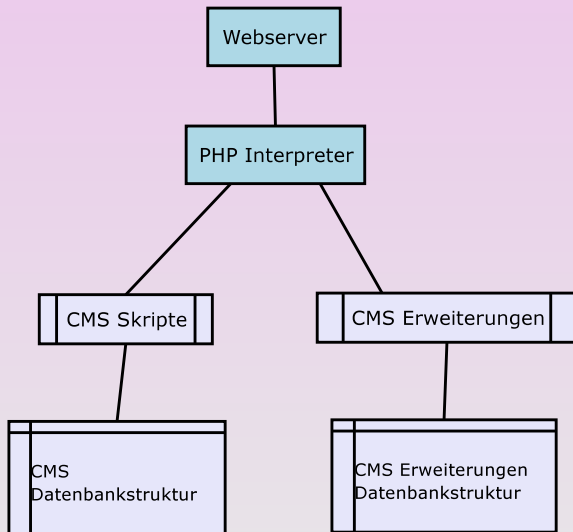 Webserver
PHP Interpreter
CMS Skripte
CMS Erweiterungen
CMS
Datenbankstruktur
CMS Erweiterungen
Datenbankstruktur